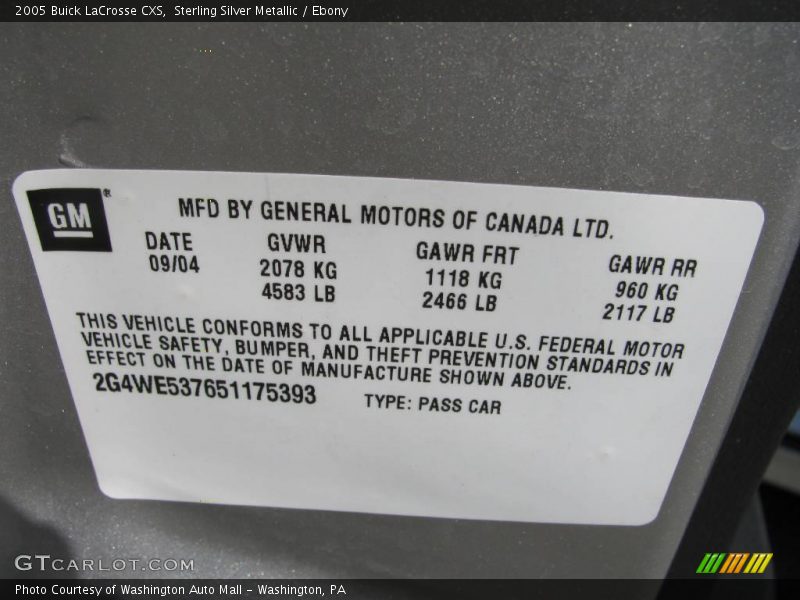 2005 Buick LaCrosse CXS, Sterling Silver Metallic / Ebony
GM®
MFD BY GENERAL MOTORS OF CANADA LTD.
DATE GVWR GAWR FRT GAWR RR
09/04 2078 KG 1118 KG 960 KG
4583 LB 2466 LB 2117 LB
THIS VEHICLE CONFORMS TO ALL APPLICABLE U.S. FEDERAL MOTOR
VEHICLE SAFETY, BUMPER, AND THEFT PREVENTION STANDARDS IN
EFFECT ON THE DATE OF MANUFACTURE SHOWN ABOVE.
2G4WE537651175393 TYPE: PASS CAR
GTCARLOT.COM
Photo Courtesy of Washington Auto Mall - Washington, PA